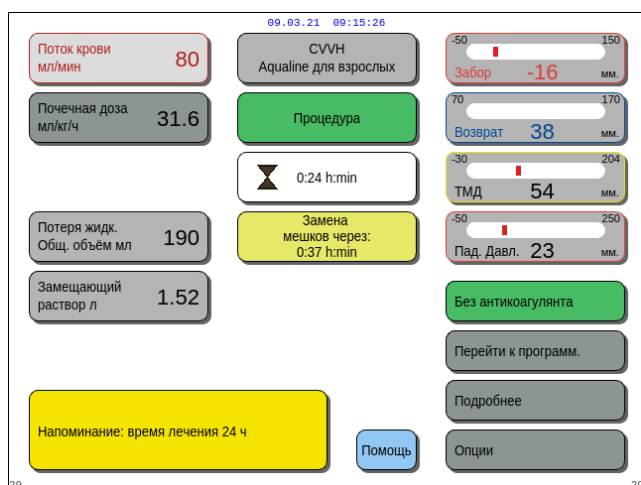 09.03.21 09:15:26
Поток крови
мл/мин
80
CVVH
Aqualine для взрослых
-50
150
Забор
-16
мм.
Почечная доза
мл/кг/ч
31.6
Процедура
70
170
Возврат
38
мм.
0:24 h:min
-30
204
ТМД
54
мм.
Потеря жидк.
Общ. объём мл
190
Замена
мешков через:
0:37 h:min
-50
250
Пад. Давл.
23
мм.
Замещающий
раствор л
1.52
Без антикоагулянта
Перейти к программ.
Подробнее
Напоминание: время лечения 24 ч
Помощь
Опции